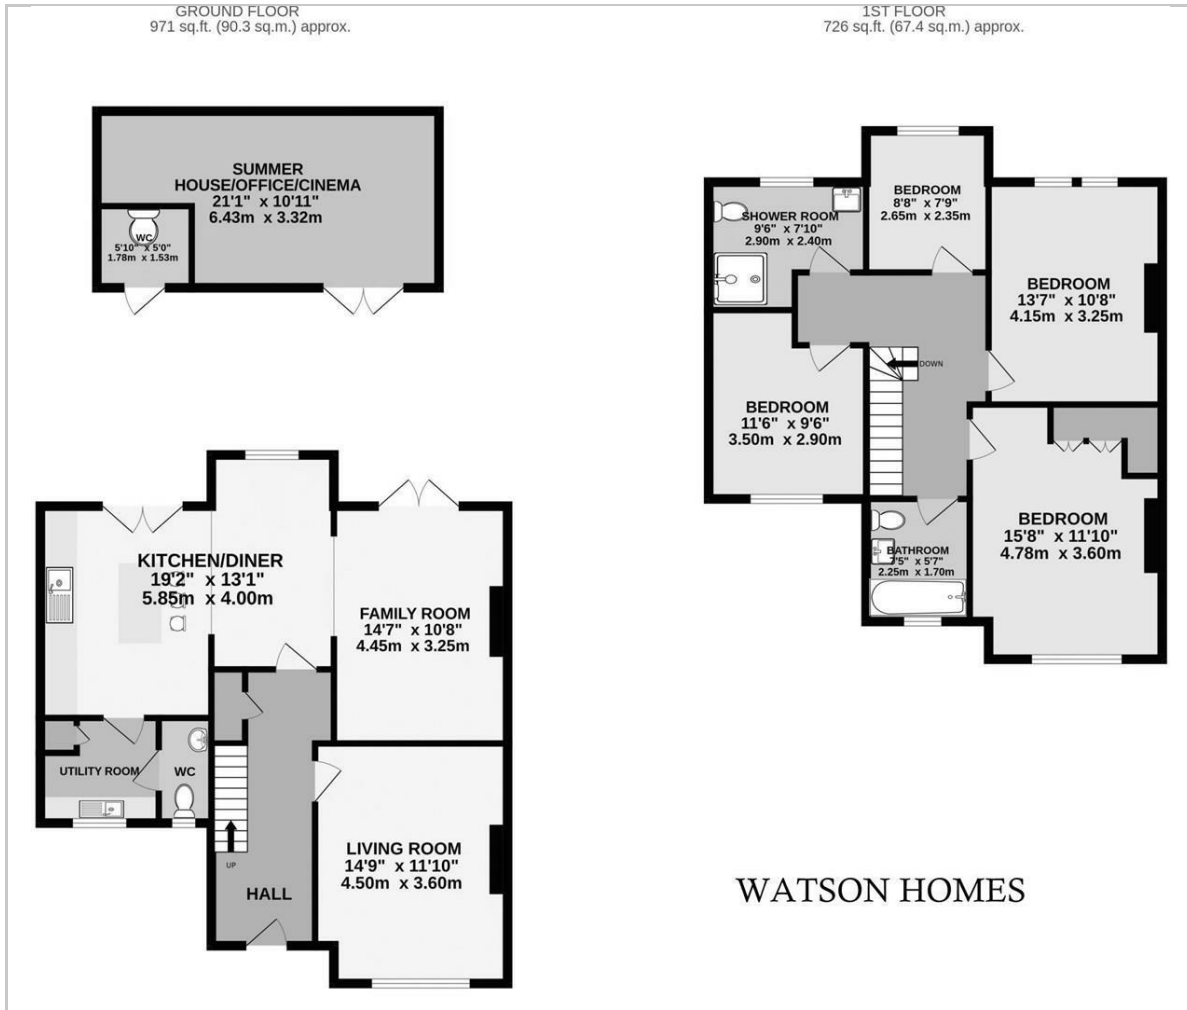 GROUND FLOOR
971 sq.ft. (90.3 sq.m.) approx.
1ST FLOOR
726 sq.ft. (67.4 sq.m.) approx.
SUMMER
HOUSE/OFFICE/CINEMA
21'1" x 10'11"
6.43m x 3.32m
WC
5'10" x 5'0"
1.78m x 1.53m
KITCHEN/DINER
19'2" x 13'1"
5.85m x 4.00m
FAMILY ROOM
14'7" x 10'8"
4.45m x 3.25m
UTILITY ROOM
WC
UP
HALL
LIVING ROOM
14'9" x 11'10"
4.50m x 3.60m
BEDROOM
8'8" x 7'9"
2.65m x 2.35m
SHOWER ROOM
9'6" x 7'10"
2.90m x 2.40m
BEDROOM
13'7" x 10'8"
4.15m x 3.25m
DOWN
BEDROOM
11'6" x 9'6"
3.50m x 2.90m
BEDROOM
15'8" x 11'10"
4.78m x 3.60m
BATHROOM
7'5" x 5'7"
2.25m x 1.70m
WATSON HOMES